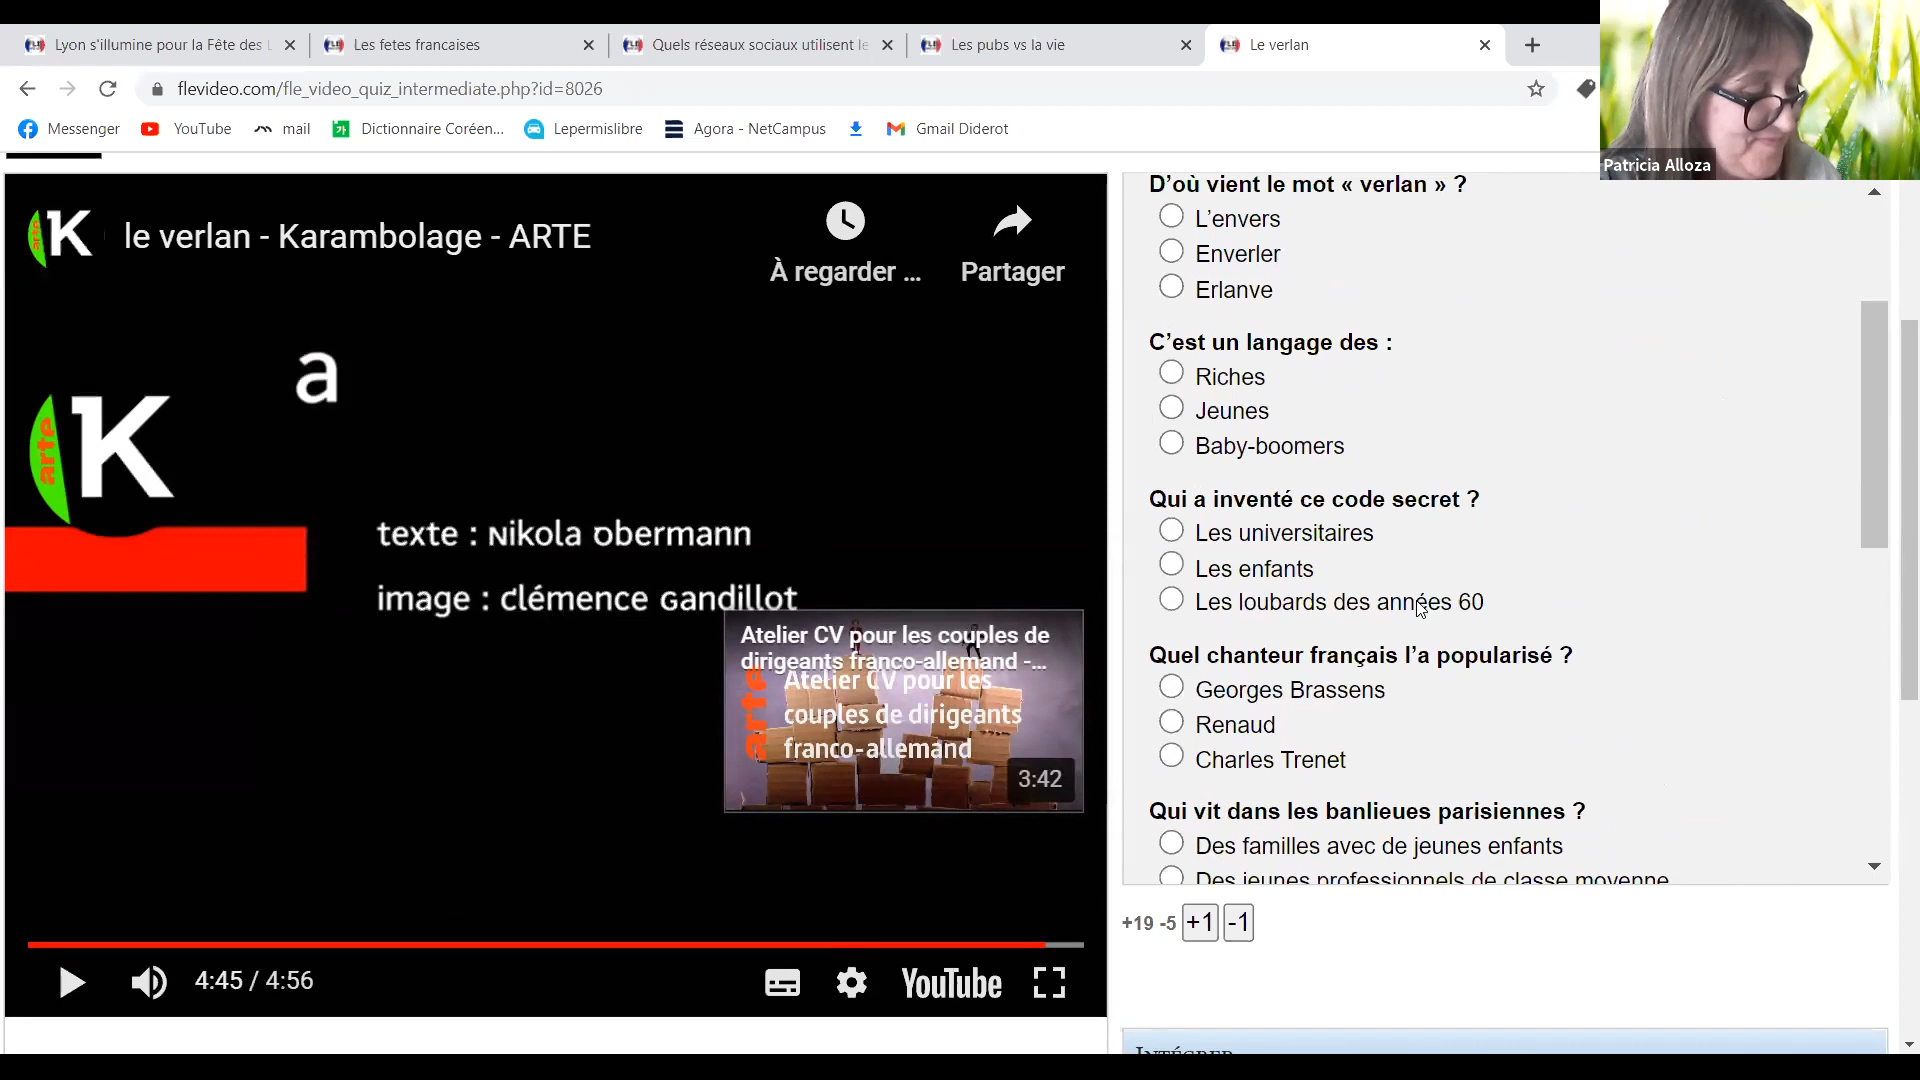 Lyon s'illumine pour la Fête des L
Les fetes francaises
Quels réseaux sociaux utilisent le
Les pubs vs la vie
Le verlan
flevideo.com/fle_video_quiz_intermediate.php?id=8026
Messenger
YouTube
mail
Dictionnaire Coréen...
Lepermislibre
Agora - NetCampus
Gmail Diderot
Patricia Alloza
arte K
le verlan - Karambolage - ARTE
À regarder ...
Partager
a
arte K
texte : Nikola Obermann
image : Clémence Gandillot
Atelier CV pour les couples de
dirigeants franco-allemand -...
arte
Atelier CV pour les
couples de dirigeants
franco-allemand
3:42
4:45 / 4:56
YouTube
D’où vient le mot « verlan » ?
L’envers
Enverler
Erlanve
C’est un langage des :
Riches
Jeunes
Baby-boomers
Qui a inventé ce code secret ?
Les universitaires
Les enfants
Les loubards des années 60
Quel chanteur français l’a popularisé ?
Georges Brassens
Renaud
Charles Trenet
Qui vit dans les banlieues parisiennes ?
Des familles avec de jeunes enfants
Des jeunes professionnels de classe moyenne
+19 -5 +1 -1
Intégrer